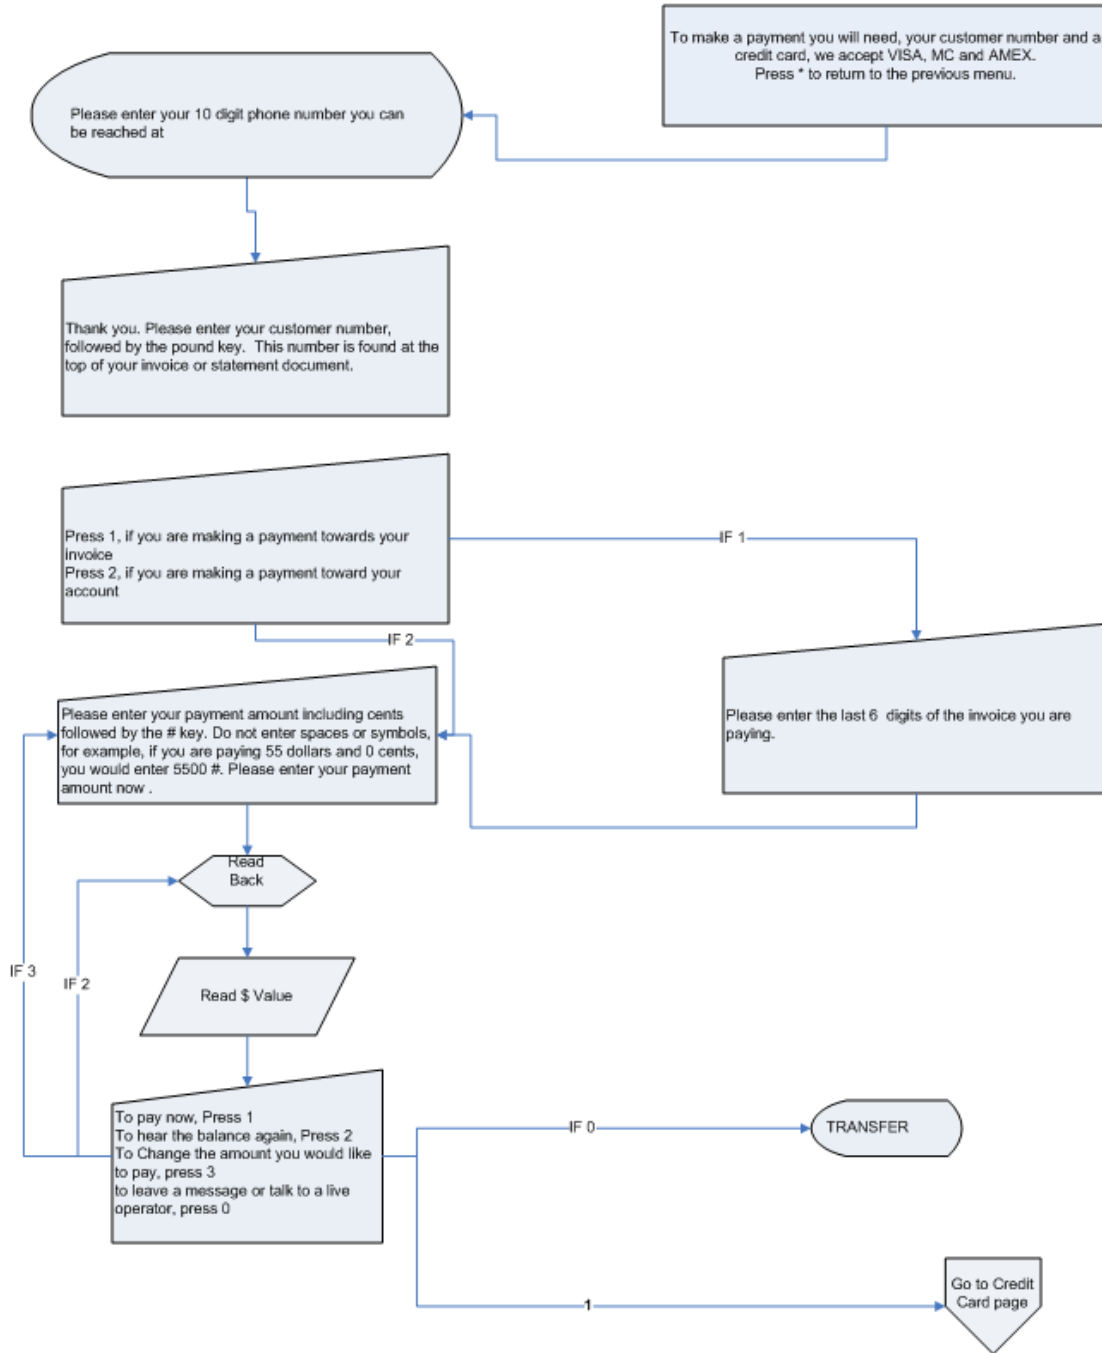 To make a payment you will need, your customer number and a
credit card, we accept VISA, MC and AMEX.
Press * to return to the previous menu.
Please enter your 10 digit phone number you can
be reached at
Thank you. Please enter your customer number,
followed by the pound key. This number is found at the
top of your invoice or statement document.
Press 1, if you are making a payment towards your
invoice
Press 2, if you are making a payment toward your
account
IF 1
IF 2
Please enter the last 6 digits of the invoice you are
paying.
Please enter your payment amount including cents
followed by the # key. Do not enter spaces or symbols,
for example, if you are paying 55 dollars and 0 cents,
you would enter 5500 #. Please enter your payment
amount now .
Read
Back
IF 3
IF 2
Read $ Value
To pay now, Press 1
To hear the balance again, Press 2
To Change the amount you would like
to pay, press 3
to leave a message or talk to a live
operator, press 0
IF 0
TRANSFER
1
Go to Credit
Card page